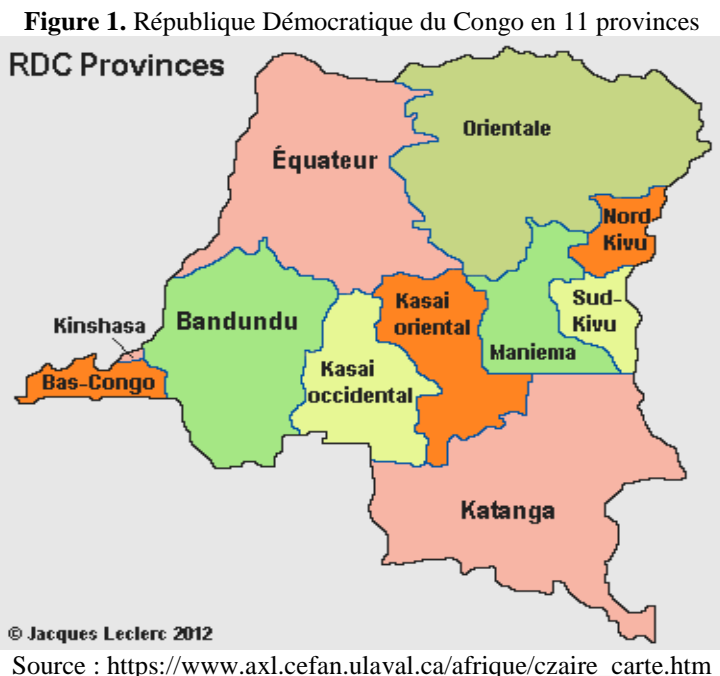 Figure 1. République Démocratique du Congo en 11 provinces
RDC Provinces
Orientale
Équateur
Nord
Kivu
Kasai
oriental
Sud-
Kivu
Kinshasa
Bandundu
Maniema
Bas-Congo
Kasai
occidental
Katanga
© Jacques Leclerc 2012
Source : https://www.axl.cefan.ulaval.ca/afrique/czaire_carte.htm